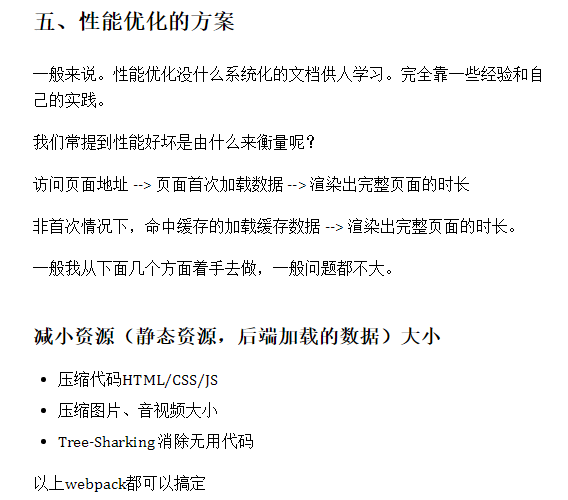 五、性能优化的方案
一般来说。性能优化没什么系统化的文档供人学习。完全靠一些经验和自
己的实践。
我们常提到性能好坏是由什么来衡量呢？
访问页面地址 --> 页面首次加载数据 --> 渲染出完整页面的时长
非首次情况下，命中缓存的加载缓存数据 --> 渲染出完整页面的时长。
一般我从下面几个方面着手去做，一般问题都不大。
减小资源（静态资源，后端加载的数据）大小
• 压缩代码HTML/CSS/JS
• 压缩图片、音视频大小
• Tree-Sharking 消除无用代码
以上webpack都可以搞定